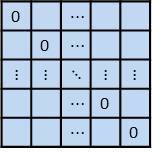 0 ⋯
0 ⋯
⋮ ⋮ ⋱ ⋮ ⋮
⋯ 0
⋯ 0